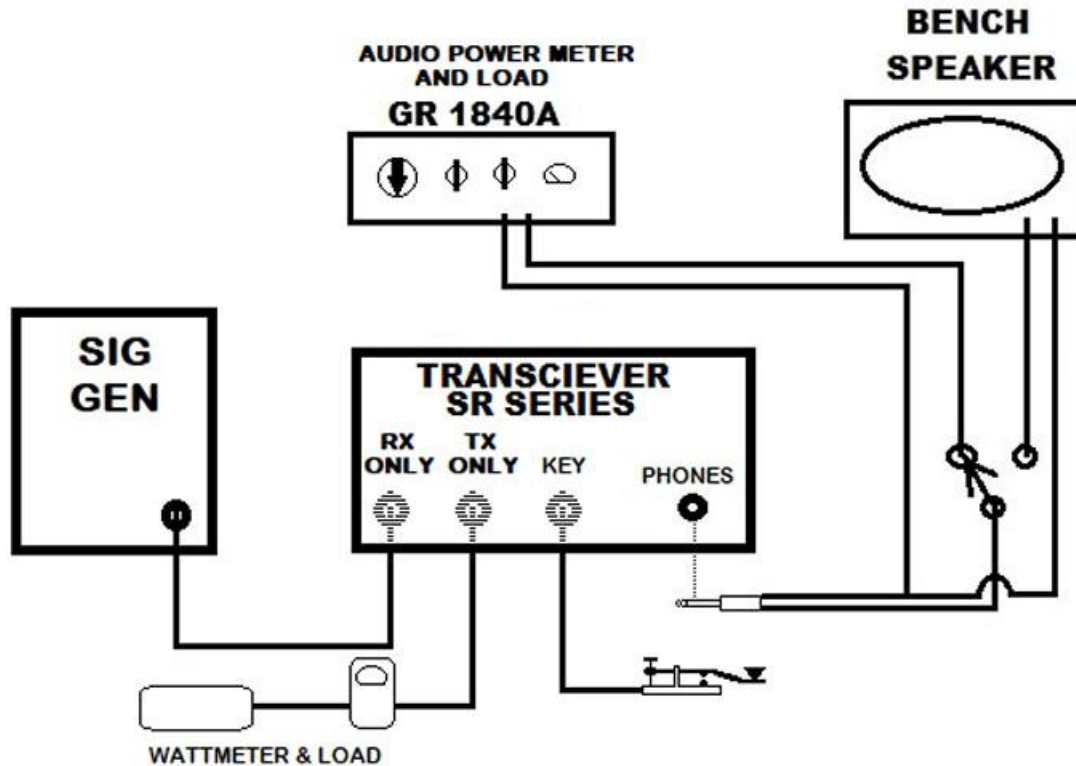 BENCH
SPEAKER
AUDIO POWER METER
AND LOAD
GR 1840A
SIG
GEN
TRANSCIEVER
SR SERIES
RX
ONLY
TX
ONLY
KEY
PHONES
WATTMETER & LOAD